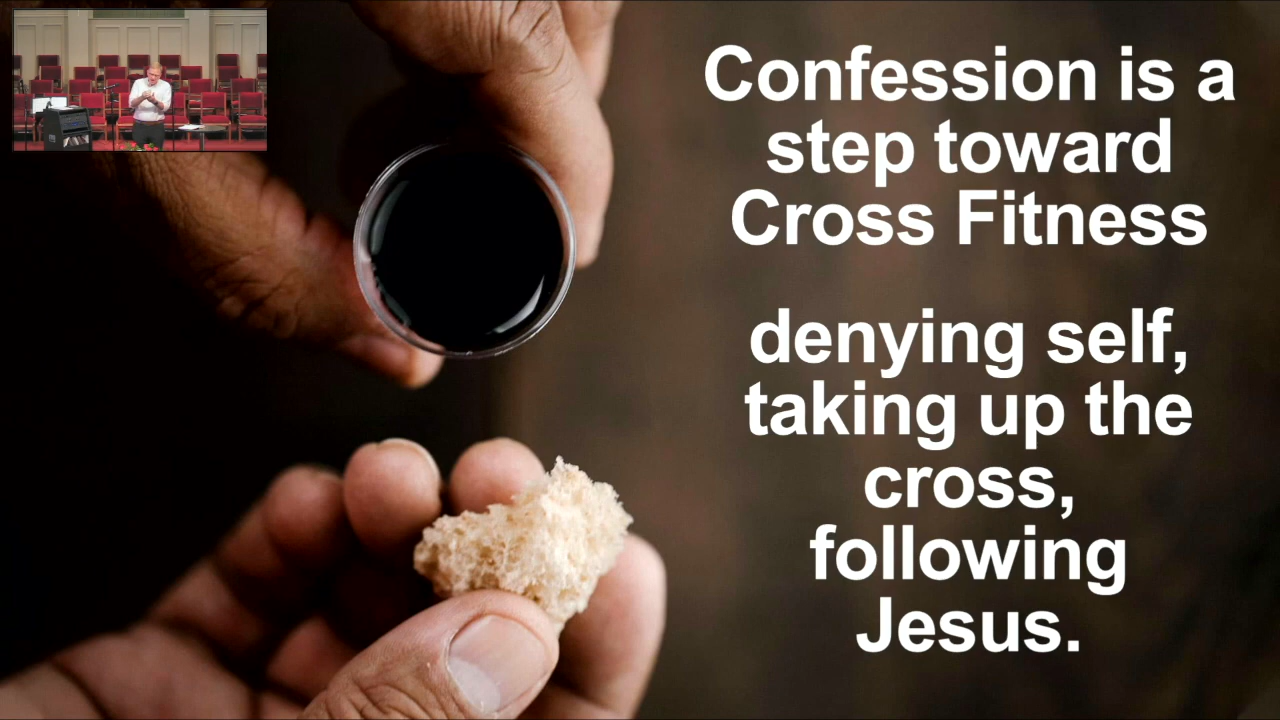 Confession is a
step toward
Cross Fitness
denying self,
taking up the
cross,
following
Jesus.